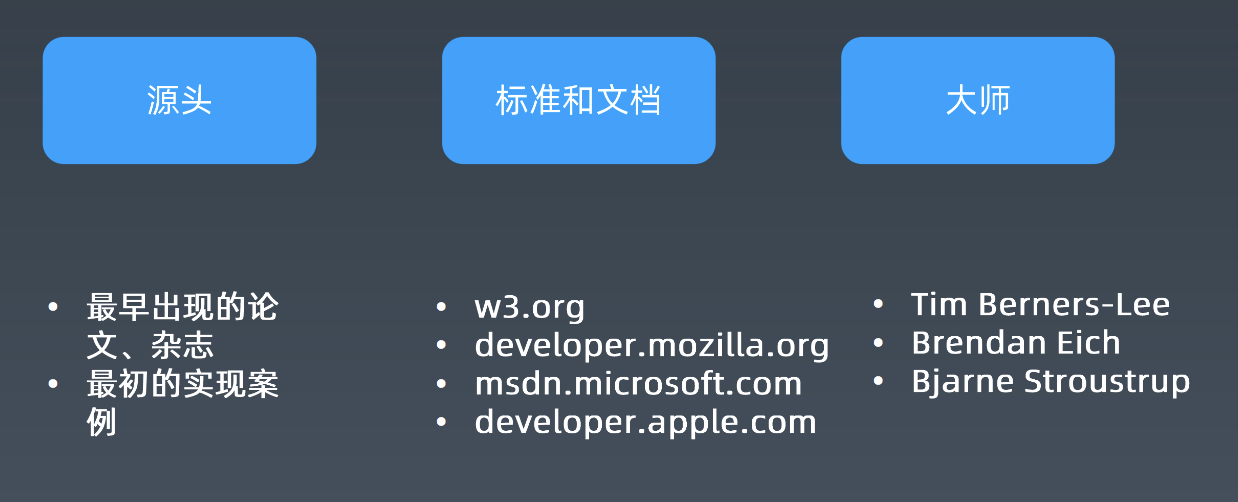 源头
标准和文档
大师
• 最早出现的论
文、杂志
• 最初的实现案
例
• w3.org
• developer.mozilla.org
• msdn.microsoft.com
• developer.apple.com
• Tim Berners-Lee
• Brendan Eich
• Bjarne Stroustrup